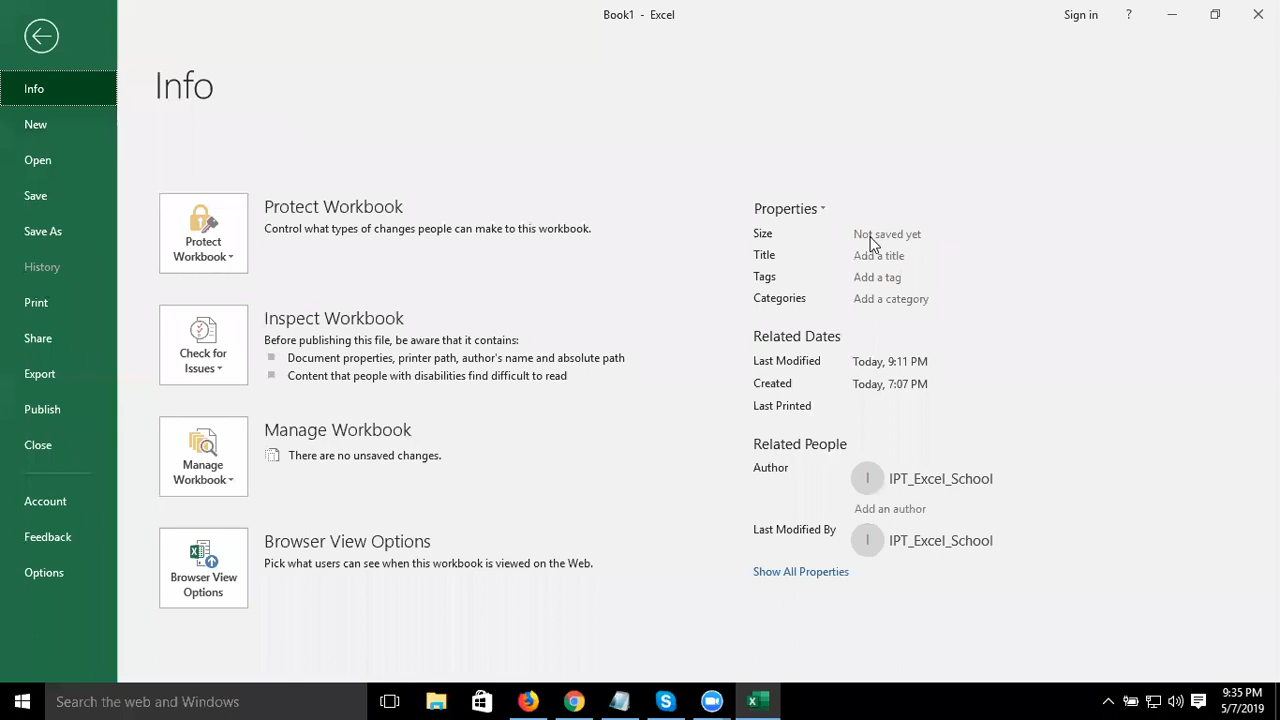 Book1 - Excel
Sign in
?
Info
New
Open
Save
Save As
History
Print
Share
Export
Publish
Close
Account
Feedback
Options
Info
Protect Workbook
Protect Workbook
Control what types of changes people can make to this workbook.
Check for Issues
Inspect Workbook
Before publishing this file, be aware that it contains:
Document properties, printer path, author's name and absolute path
Content that people with disabilities find difficult to read
Manage Workbook
Manage Workbook
There are no unsaved changes.
Browser View Options
Browser View Options
Pick what users can see when this workbook is viewed on the Web.
Properties
Size Not saved yet
Title Add a title
Tags Add a tag
Categories Add a category
Related Dates
Last Modified Today, 9:11 PM
Created Today, 7:07 PM
Last Printed
Related People
Author I IPT_Excel_School
Add an author
Last Modified By I IPT_Excel_School
Show All Properties
Search the web and Windows
9:35 PM
5/7/2019